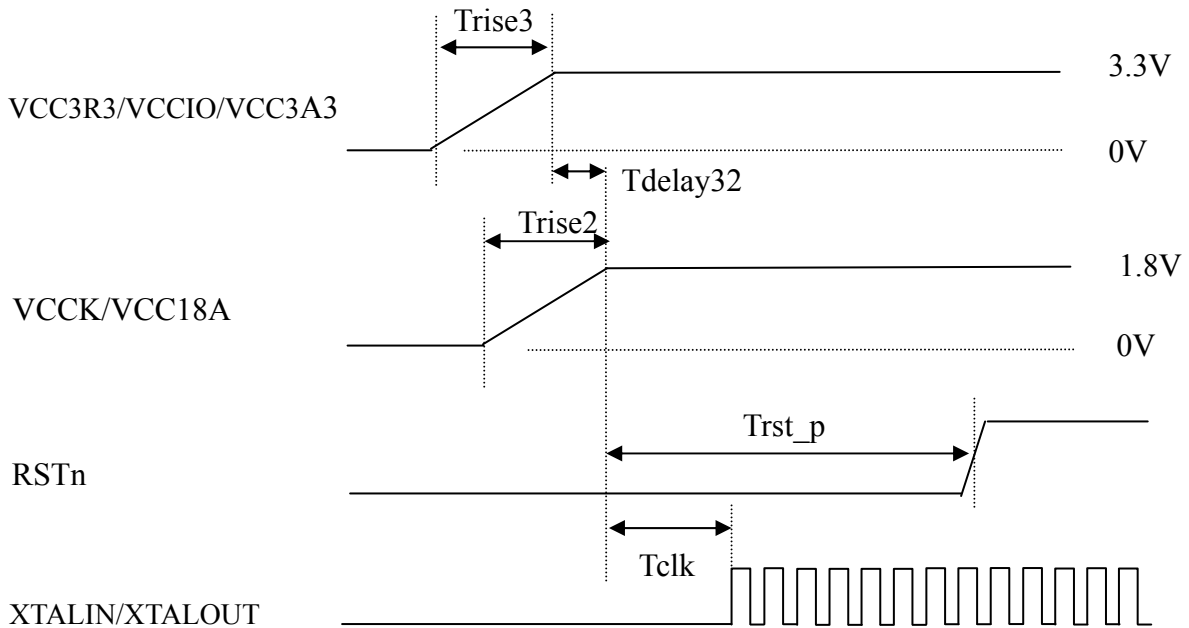 Trise3
3.3V
VCC3R3/VCCIO/VCC3A3
0V
Tdelay32
Trise2
1.8V
VCCK/VCC18A
0V
Trst_p
RSTn
Tclk
XTALIN/XTALOUT